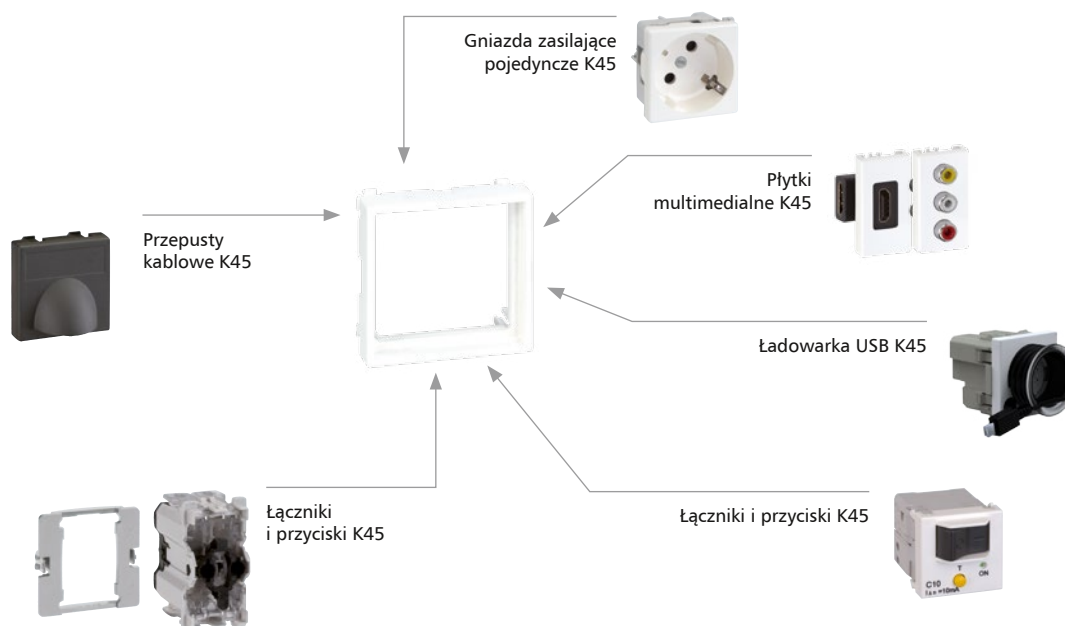 Gniazda zasilające
pojedyncze K45
Płytki
multimedialne K45
Przepusty
kablowe K45
Ładowarka USB K45
Łączniki
i przyciski K45
Łączniki i przyciski K45
T
ON
C10
I∆n=10mA